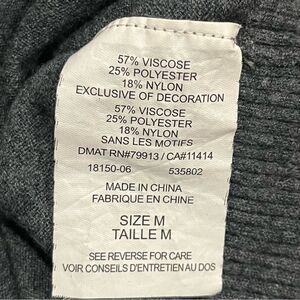 57% VISCOSE
25% POLYESTER
18% NYLON
EXCLUSIVE OF DECORATION
57% VISCOSE
25% POLYESTER
18% NYLON
SANS LES MOTIFS
DMAT RN#79913 / CA#11414
18150-06 535802
MADE IN CHINA
FABRIQUE EN CHINE
SIZE M
TAILLE M
SEE REVERSE FOR CARE
VOIR CONSEILS D'ENTRETIEN AU DOS